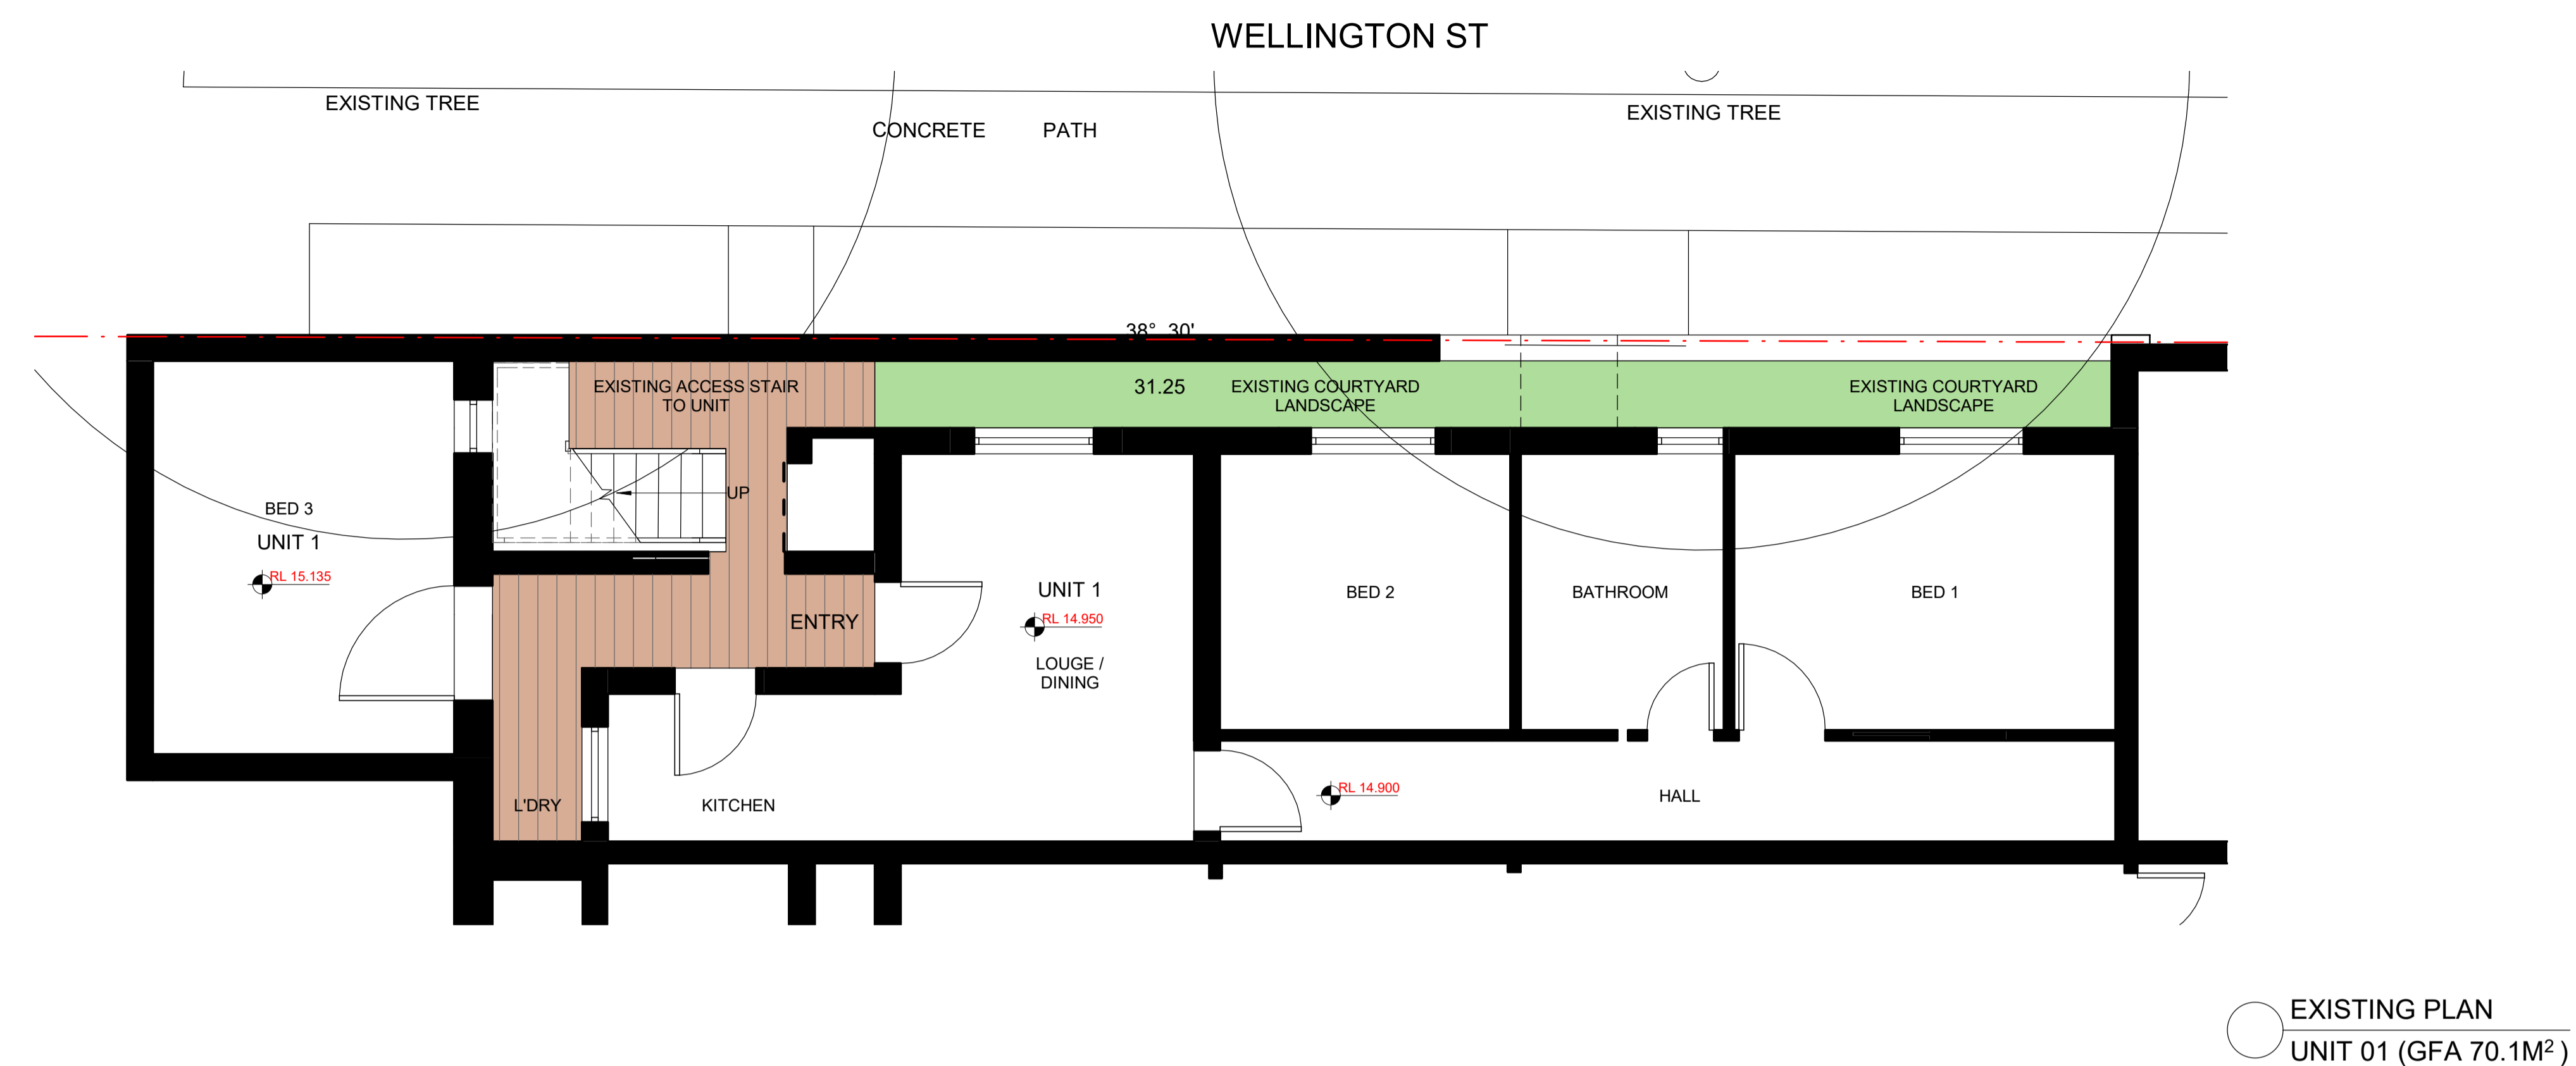 WELLINGTON ST
EXISTING TREE
EXISTING TREE
CONCRETE PATH
38° 30'
EXISTING ACCESS STAIR
TO UNIT
31.25
EXISTING COURTYARD
LANDSCAPE
EXISTING COURTYARD
LANDSCAPE
UP
BED 3
UNIT 1
RL 15.135
ENTRY
UNIT 1
RL 14.950
LOUGE /
DINING
BED 2
BATHROOM
BED 1
L'DRY
KITCHEN
RL 14.900
HALL
EXISTING PLAN
UNIT 01 (GFA 70.1M² )